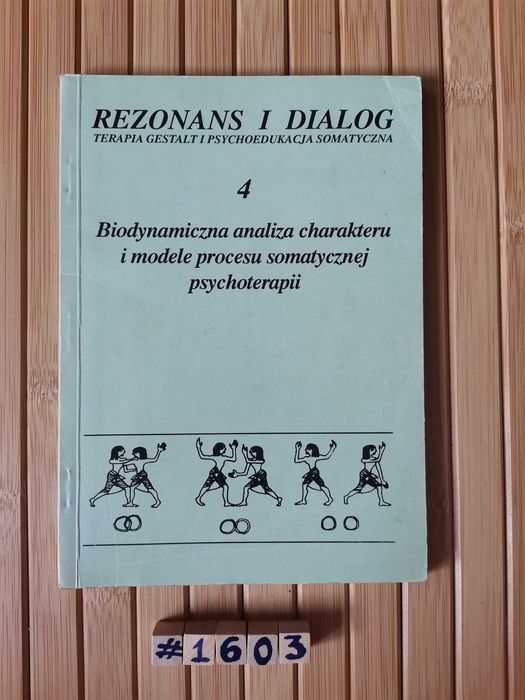 REZONANS I DIALOG
TERAPIA GESTALT I PSYCHOEDUKACJA SOMATYCZNA
4
Biodynamiczna analiza charakteru
i modele procesu somatycznej
psychoterapii
#1603